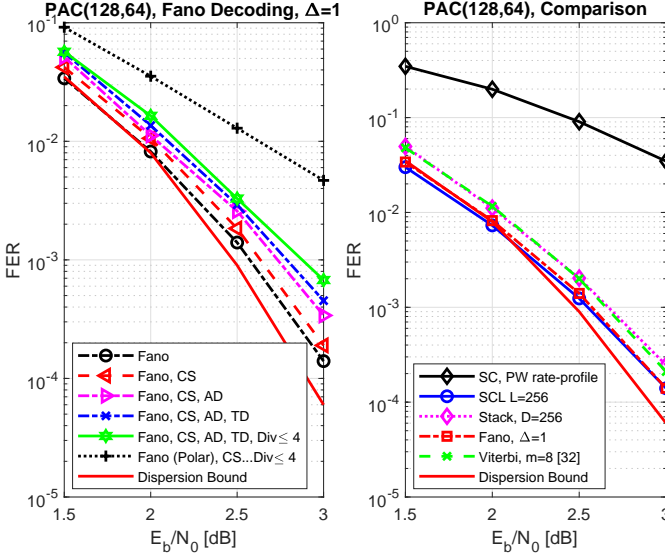 PAC(128,64), Fano Decoding, Δ=1
10^-1
10^-2
10^-3
10^-4
10^-5
FER
1.5
2
2.5
3
E_b/N_0 [dB]
Fano
Fano, CS
Fano, CS, AD
Fano, CS, AD, TD
Fano, CS, AD, TD, Div≤ 4
Fano (Polar), CS...Div≤ 4
Dispersion Bound
PAC(128,64), Comparison
10^0
10^-1
10^-2
10^-3
10^-4
10^-5
FER
1.5
2
2.5
3
E_b/N_0 [dB]
SC, PW rate-profile
SCL L=256
Stack, D=256
Fano, Δ=1
Viterbi, m=8 [32]
Dispersion Bound